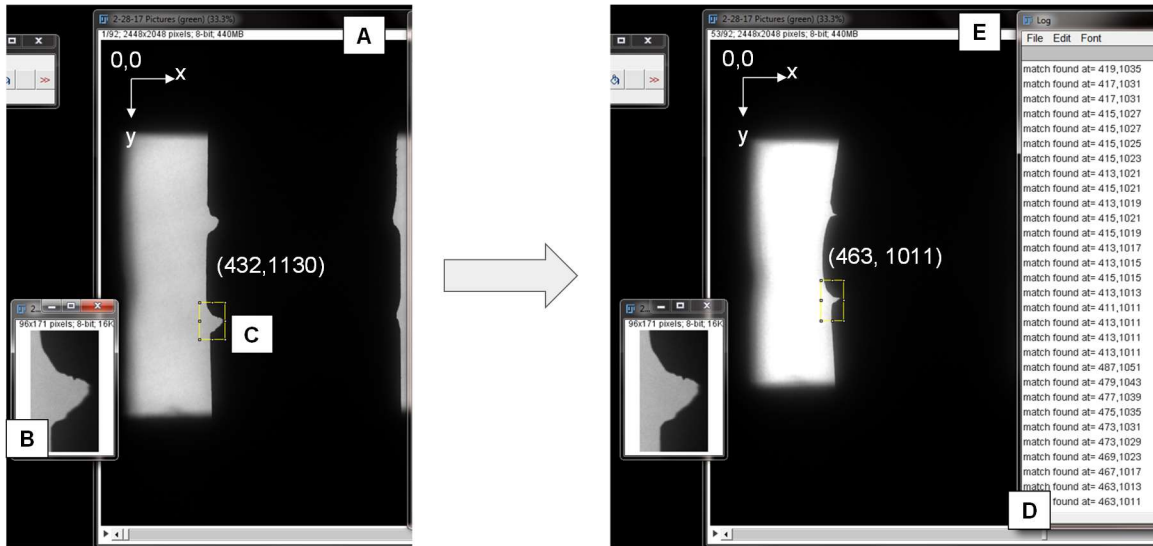 2-28-17 Pictures (green) (33.3%)
1/92; 2448x2048 pixels; 8-bit; 440MB
A
0,0
x
y
(432,1130)
C
2...
96x171 pixels; 8-bit; 16K
B
2-28-17 Pictures (green) (33.3%)
53/92; 2448x2048 pixels; 8-bit; 440MB
E
0,0
x
y
(463, 1011)
2...
96x171 pixels; 8-bit; 16K
Log
File Edit Font
match found at= 419,1035
match found at= 417,1031
match found at= 417,1031
match found at= 415,1027
match found at= 415,1027
match found at= 415,1025
match found at= 415,1023
match found at= 413,1021
match found at= 415,1021
match found at= 413,1019
match found at= 415,1021
match found at= 415,1019
match found at= 413,1017
match found at= 413,1015
match found at= 415,1015
match found at= 413,1013
match found at= 411,1011
match found at= 413,1011
match found at= 413,1011
match found at= 413,1011
match found at= 487,1051
match found at= 479,1043
match found at= 477,1039
match found at= 475,1035
match found at= 473,1031
match found at= 473,1029
match found at= 469,1023
match found at= 467,1017
match found at= 463,1013
found at= 463,1011
D